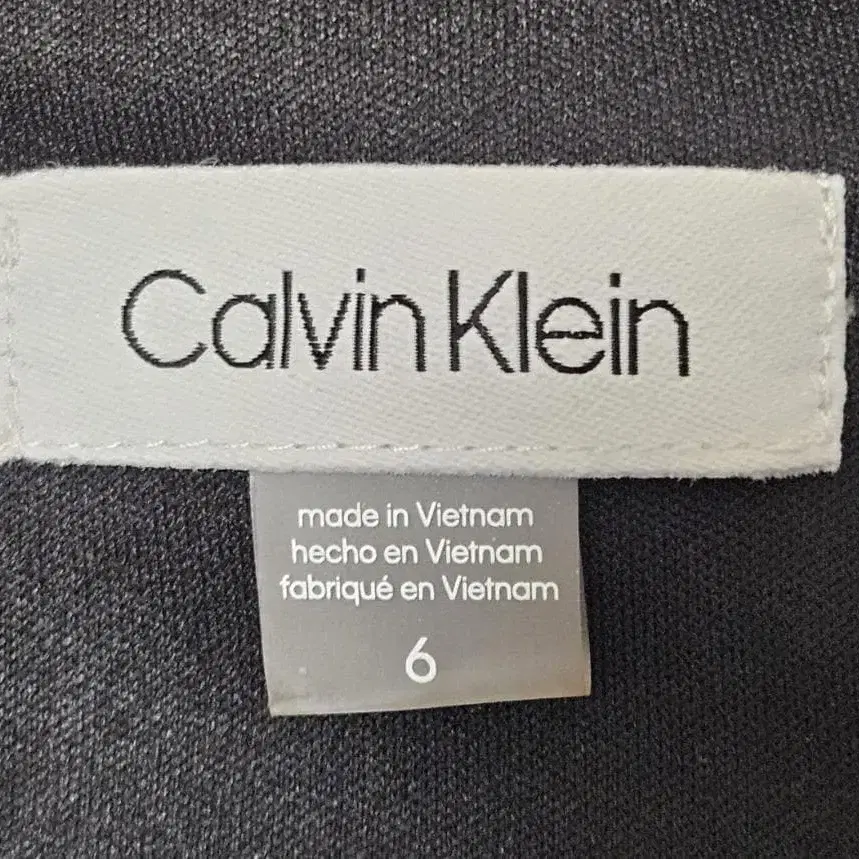 Calvin Klein
made in Vietnam
hecho en Vietnam
fabriqué en Vietnam
6